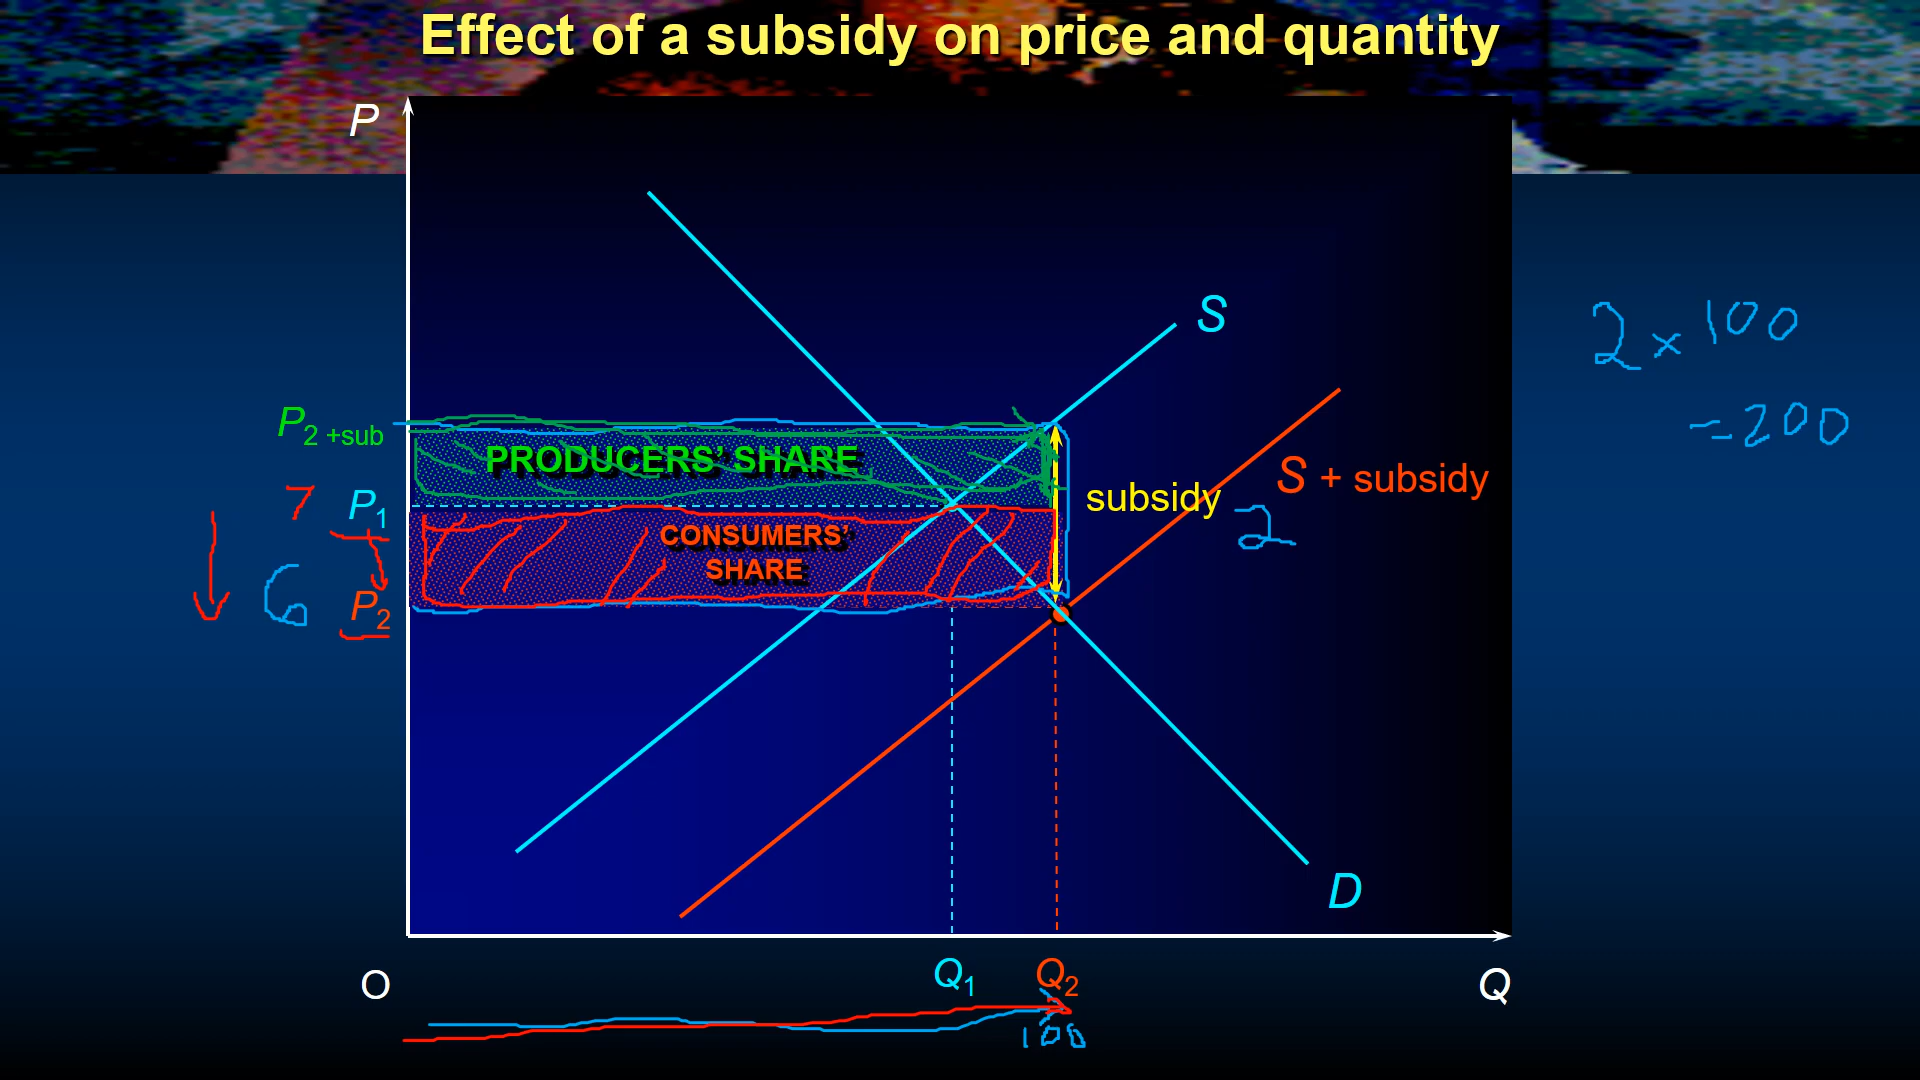 Effect of a subsidy on price and quantity
P
S
2 × 100
= 200
P2 +sub
PRODUCERS' SHARE
S + subsidy
7 P1
subsidy 2
CONSUMERS'
SHARE
6 P2
D
O
Q1 Q2
Q
100